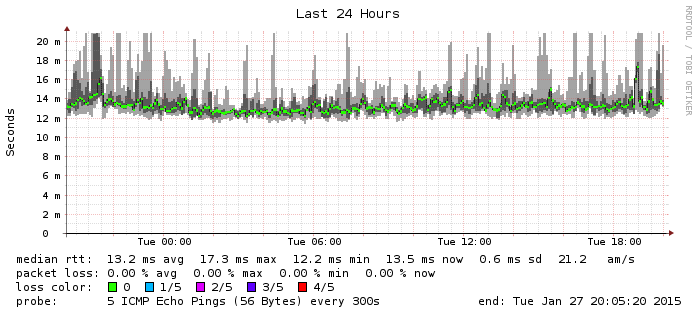 Last 24 Hours
RRDTOOL / TOBI OETIKER
Seconds
20 m
18 m
16 m
14 m
12 m
10 m
8 m
6 m
4 m
2 m
0
Tue 00:00 Tue 06:00 Tue 12:00 Tue 18:00
median rtt: 13.2 ms avg 17.3 ms max 12.2 ms min 13.5 ms now 0.6 ms sd 21.2 am/s
packet loss: 0.00 % avg 0.00 % max 0.00 % min 0.00 % now
loss color: 0 1/5 2/5 3/5 4/5
probe: 5 ICMP Echo Pings (56 Bytes) every 300s end: Tue Jan 27 20:05:20 2015